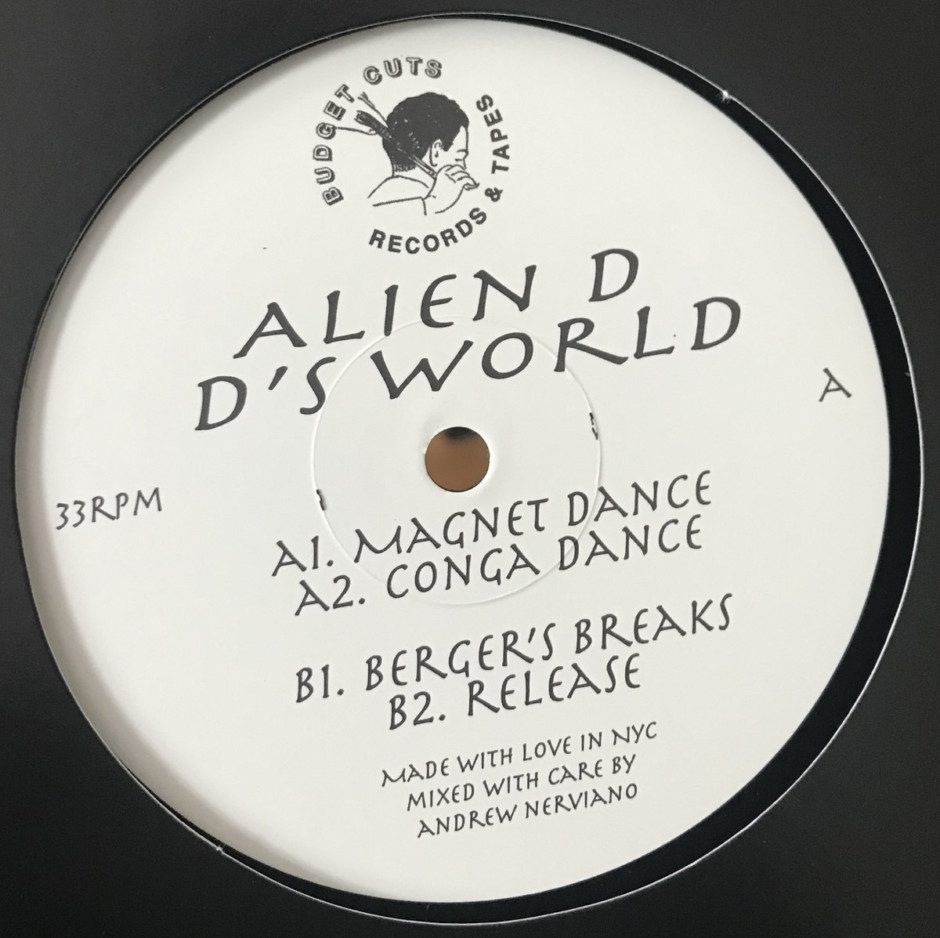 BUDGET CUTS
RECORDS & TAPES
ALIEN D
D'S WORLD
A
33RPM
A1. MAGNET DANCE
A2. CONGA DANCE
B1. BERGER'S BREAKS
B2. RELEASE
MADE WITH LOVE IN NYC
MIXED WITH CARE BY
ANDREW NERVIANO